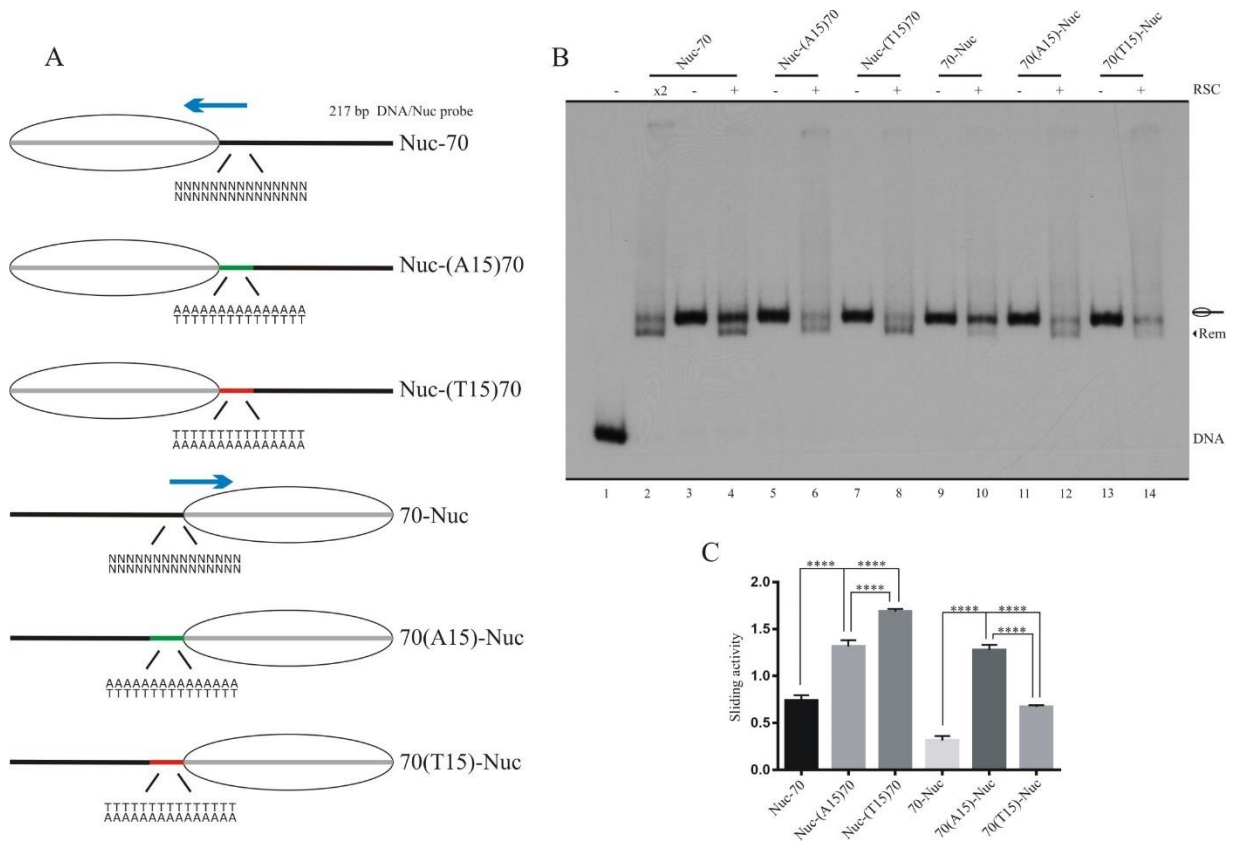 A
217 bp DNA/Nuc probe
Nuc-70
NNNNNNNNNNNNNNN
NNNNNNNNNNNNNNN
Nuc-(A15)70
AAAAAAAAAAAAAAA
TTTTTTTTTTTTTTT
Nuc-(T15)70
TTTTTTTTTTTTTTT
AAAAAAAAAAAAAAA
70-Nuc
NNNNNNNNNNNNNNN
NNNNNNNNNNNNNNN
70(A15)-Nuc
AAAAAAAAAAAAAAA
TTTTTTTTTTTTTTT
70(T15)-Nuc
TTTTTTTTTTTTTTT
AAAAAAAAAAAAAAA
B
Nuc-70 Nuc-(A15)70 Nuc-(T15)70 70-Nuc 70(A15)-Nuc 70(T15)-Nuc
- x2 - + - + - + - + - + - + RSC
Rem
DNA
1 2 3 4 5 6 7 8 9 10 11 12 13 14
C
Sliding activity
2.0
1.5
1.0
0.5
0.0
**** ****
****
**** ****
****
Nuc-70 Nuc-(A15)70 Nuc-(T15)70 70-Nuc 70(A15)-Nuc 70(T15)-Nuc